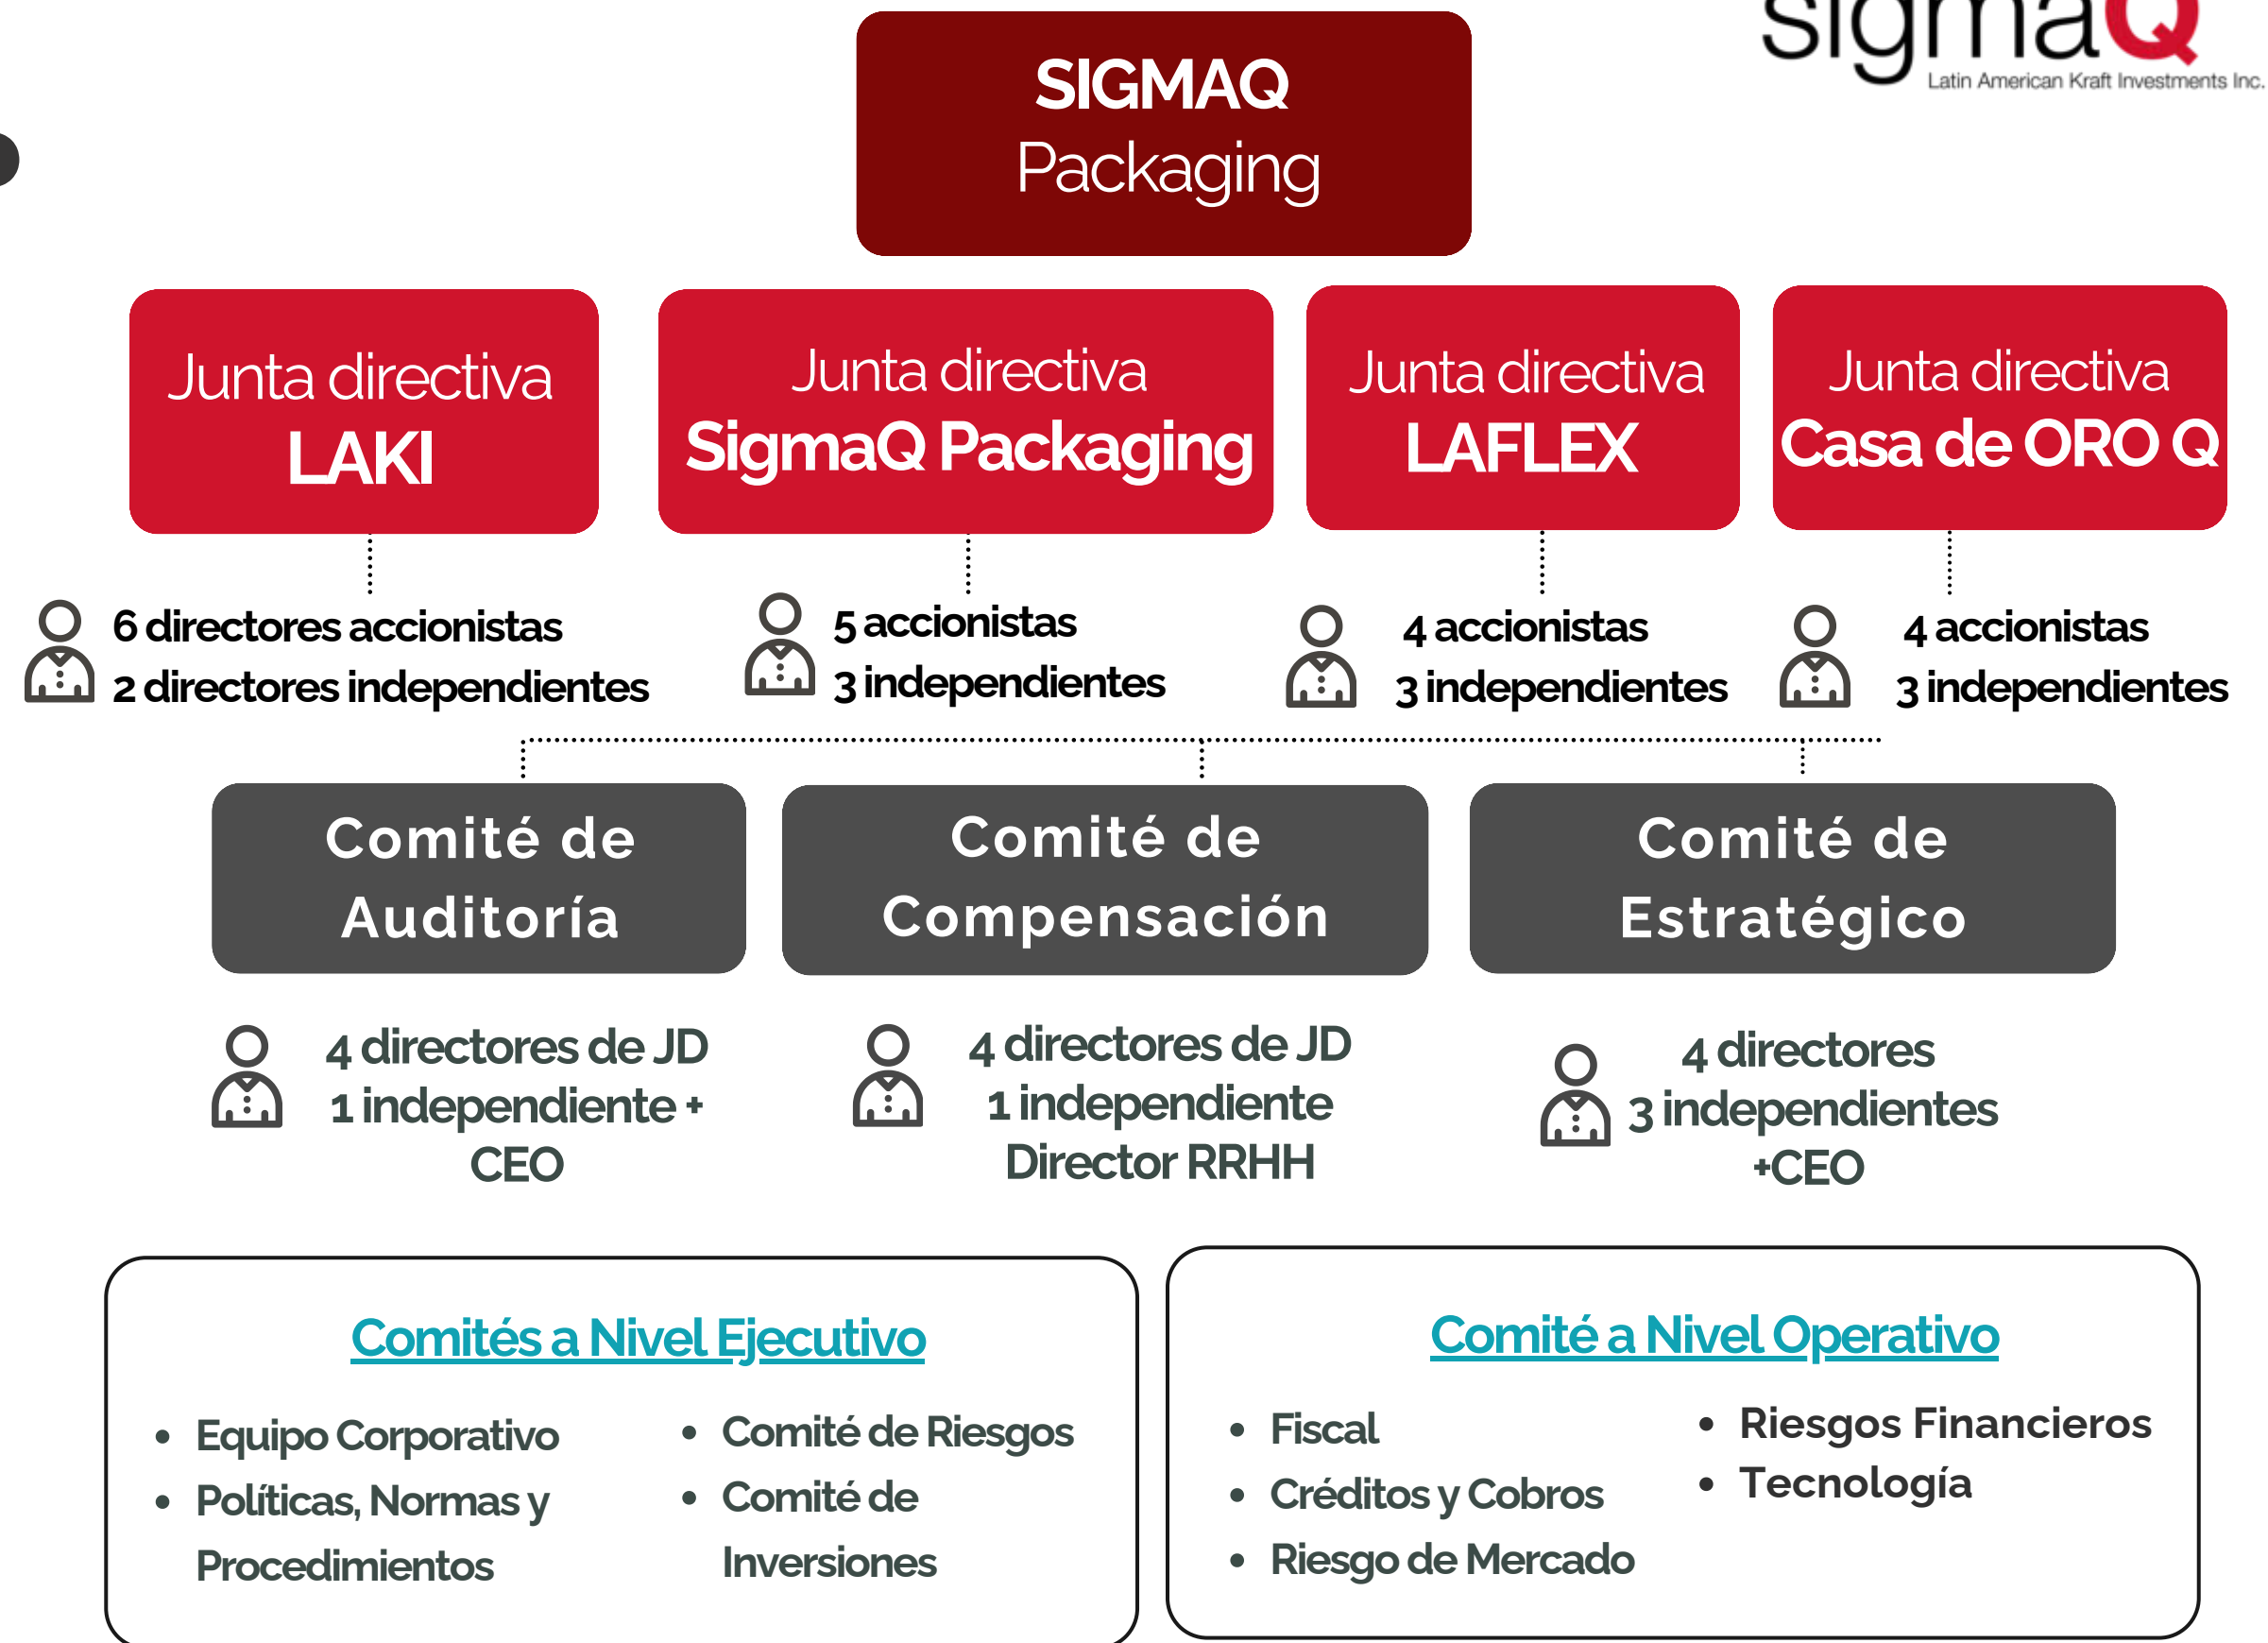 sigmaQ
Latin American Kraft Investments Inc.
SIGMAQ
Packaging
Junta directiva
LAKI
Junta directiva
SigmaQ Packaging
Junta directiva
LAFLEX
Junta directiva
Casa de ORO Q
6 directores accionistas
2 directores independientes
5 accionistas
3 independientes
4 accionistas
3 independientes
4 accionistas
3 independientes
Comité de
Auditoría
Comité de
Compensación
Comité de
Estratégico
4 directores de JD
1 independiente +
CEO
4 directores de JD
1 independiente
Director RRHH
4 directores
3 independientes
+CEO
Comités a Nivel Ejecutivo
• Equipo Corporativo
• Políticas, Normas y
Procedimientos
• Comité de Riesgos
• Comité de
Inversiones
Comité a Nivel Operativo
• Fiscal
• Créditos y Cobros
• Riesgo de Mercado
• Riesgos Financieros
• Tecnología